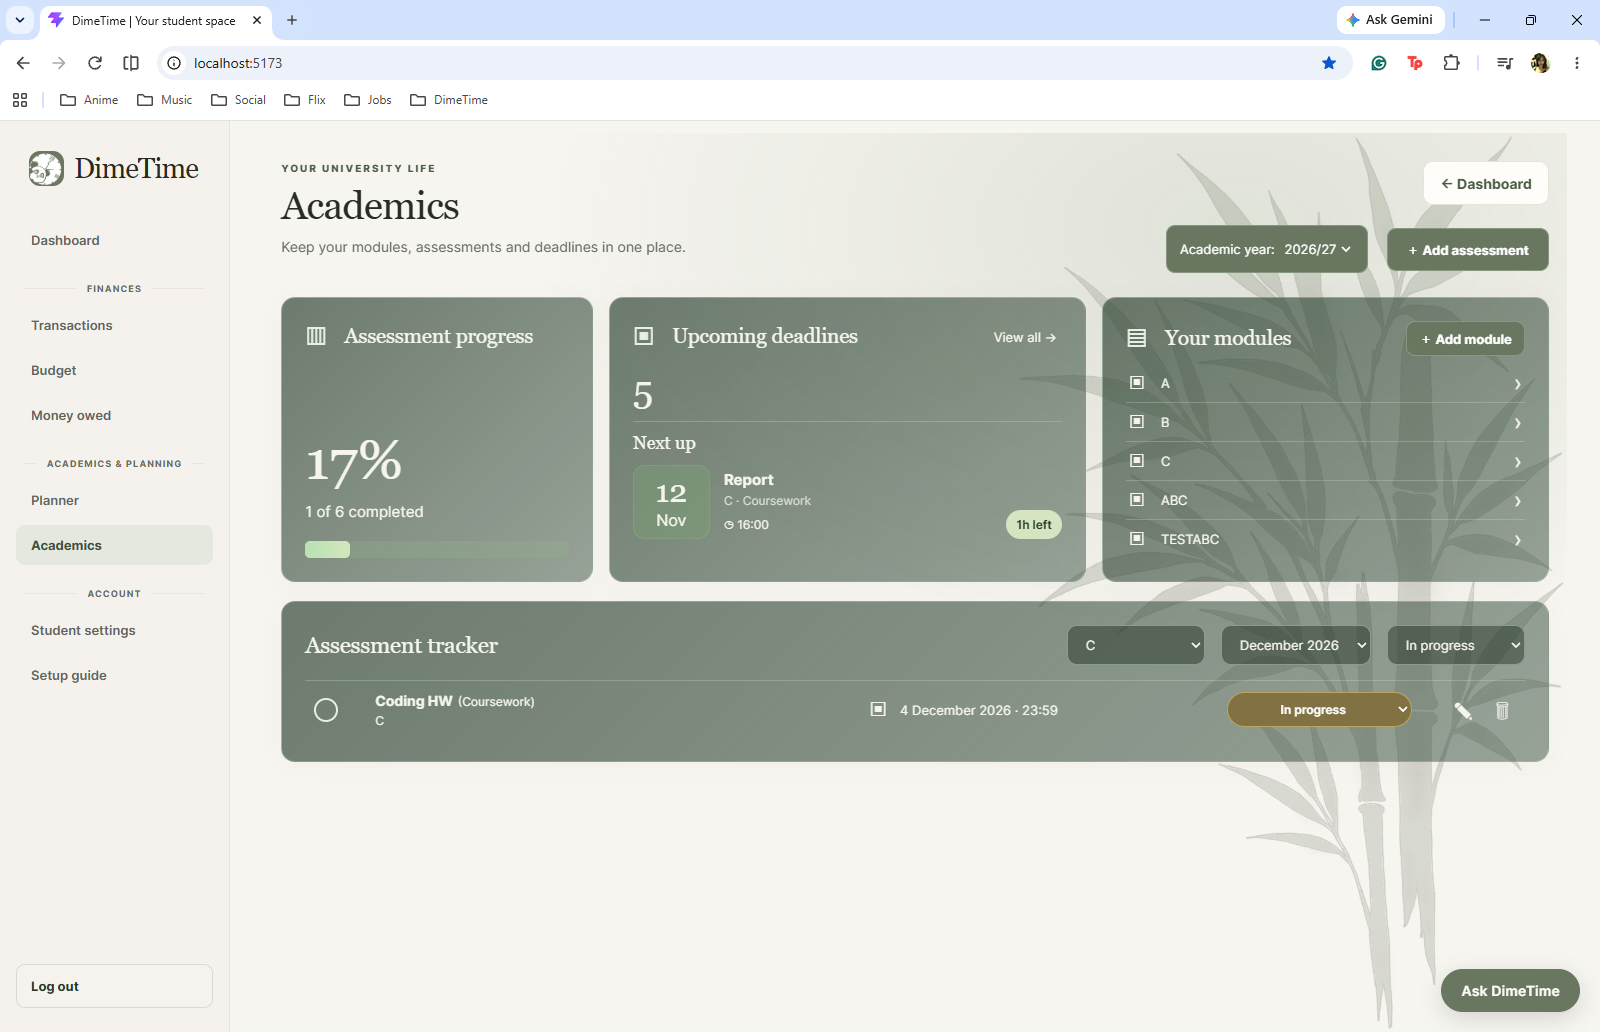 DimeTime | Your student space
Ask Gemini
localhost:5173
Anime
Music
Social
Flix
Jobs
DimeTime
DimeTime
Dashboard
FINANCES
Transactions
Budget
Money owed
ACADEMICS & PLANNING
Planner
Academics
ACCOUNT
Student settings
Setup guide
Log out
YOUR UNIVERSITY LIFE
Academics
Keep your modules, assessments and deadlines in one place.
← Dashboard
Academic year: 2026/27
+ Add assessment
Assessment progress
17%
1 of 6 completed
Upcoming deadlines
View all →
5
Next up
12
Nov
Report
C · Coursework
16:00
1h left
Your modules
+ Add module
A
B
C
ABC
TESTABC
Assessment tracker
C
December 2026
In progress
Coding HW (Coursework)
C
4 December 2026 · 23:59
In progress
Ask DimeTime